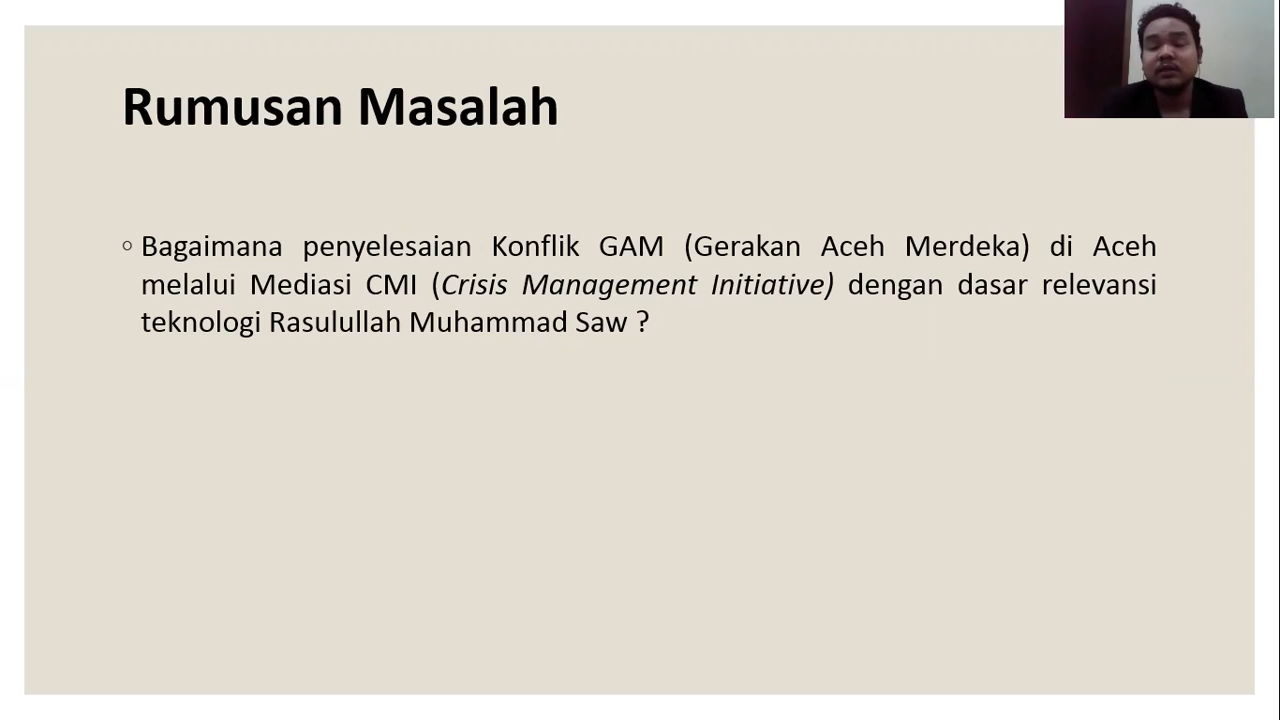 Rumusan Masalah
◦ Bagaimana penyelesaian Konflik GAM (Gerakan Aceh Merdeka) di Aceh
melalui Mediasi CMI (Crisis Management Initiative) dengan dasar relevansi
teknologi Rasulullah Muhammad Saw ?